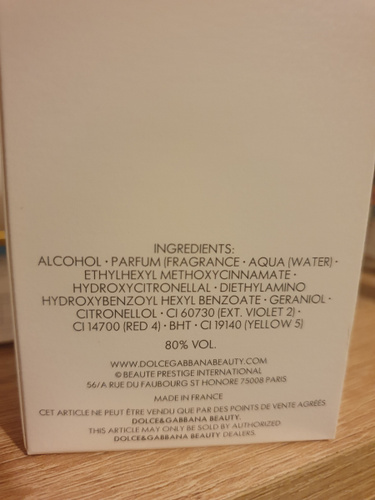 INGREDIENTS:
ALCOHOL • PARFUM (FRAGRANCE • AQUA (WATER) •
ETHYLHEXYL METHOXYCINNAMATE •
HYDROXYCITRONELLAL • DIETHYLAMINO
HYDROXYBENZOYL HEXYL BENZOATE • GERANIOL •
CITRONELLOL • CI 60730 (EXT. VIOLET 2) •
CI 14700 (RED 4) • BHT • CI 19140 (YELLOW 5)
80% VOL.
WWW.DOLCEGABBANABEAUTY.COM
© BEAUTE PRESTIGE INTERNATIONAL
56/A RUE DU FAUBOURG ST HONORE 75008 PARIS
MADE IN FRANCE
CET ARTICLE NE PEUT ÊTRE VENDU QUE PAR DES POINTS DE VENTE AGRÉÉS
DOLCE&GABBANA BEAUTY.
THIS ARTICLE MAY ONLY BE SOLD BY AUTHORIZED
DOLCE&GABBANA BEAUTY DEALERS.